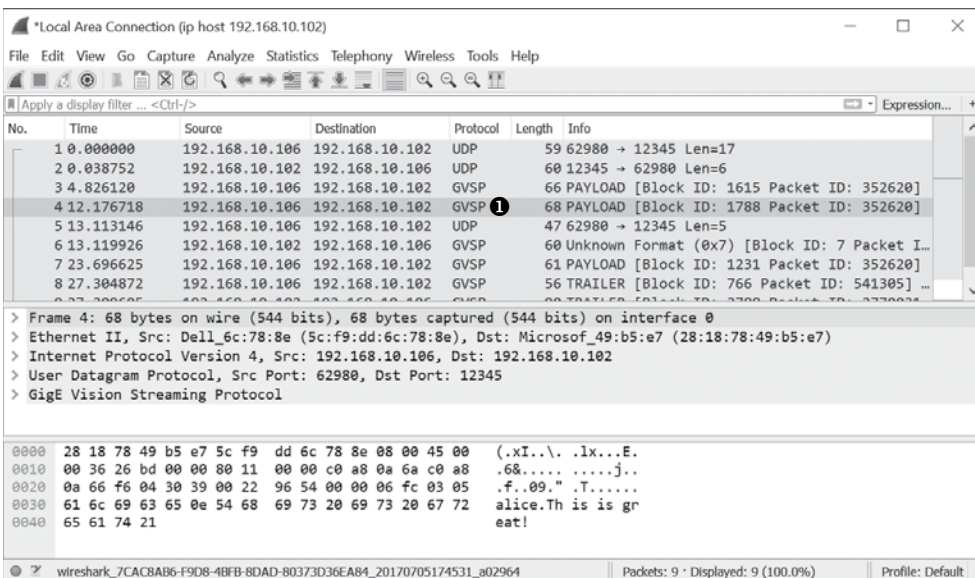 *Local Area Connection (ip host 192.168.10.102)
File Edit View Go Capture Analyze Statistics Telephony Wireless Tools Help
Apply a display filter ... <Ctrl-/> Expression... +
No. Time Source Destination Protocol Length Info
1 0.000000 192.168.10.106 192.168.10.102 UDP 59 62980 → 12345 Len=17
2 0.038752 192.168.10.102 192.168.10.106 UDP 60 12345 → 62980 Len=6
3 4.826120 192.168.10.106 192.168.10.102 GVSP 66 PAYLOAD [Block ID: 1615 Packet ID: 352620]
4 12.176718 192.168.10.106 192.168.10.102 GVSP ❶ 68 PAYLOAD [Block ID: 1788 Packet ID: 352620]
5 13.113146 192.168.10.106 192.168.10.102 UDP 47 62980 → 12345 Len=5
6 13.119926 192.168.10.102 192.168.10.106 GVSP 60 Unknown Format (0x7) [Block ID: 7 Packet I…
7 23.696625 192.168.10.106 192.168.10.102 GVSP 61 PAYLOAD [Block ID: 1231 Packet ID: 352620]
8 27.304872 192.168.10.106 192.168.10.102 GVSP 56 TRAILER [Block ID: 766 Packet ID: 541305] …
> Frame 4: 68 bytes on wire (544 bits), 68 bytes captured (544 bits) on interface 0
> Ethernet II, Src: Dell_6c:78:8e (5c:f9:dd:6c:78:8e), Dst: Microsof_49:b5:e7 (28:18:78:49:b5:e7)
> Internet Protocol Version 4, Src: 192.168.10.106, Dst: 192.168.10.102
> User Datagram Protocol, Src Port: 62980, Dst Port: 12345
> GigE Vision Streaming Protocol
0000 28 18 78 49 b5 e7 5c f9 dd 6c 78 8e 08 00 45 00 (.xI..\. .lx...E.
0010 00 36 26 bd 00 00 80 11 00 00 c0 a8 0a 6a c0 a8 .6&..... .....j..
0020 0a 66 f6 04 30 39 00 22 96 54 00 00 06 fc 03 05 .f..09." .T......
0030 61 6c 69 63 65 0e 54 68 69 73 20 69 73 20 67 72 alice.Th is is gr
0040 65 61 74 21 eat!
wireshark_7CAC8AB6-F9D8-4BFB-8DAD-80373D36EA84_20170705174531_a02964 Packets: 9 · Displayed: 9 (100.0%) Profile: Default